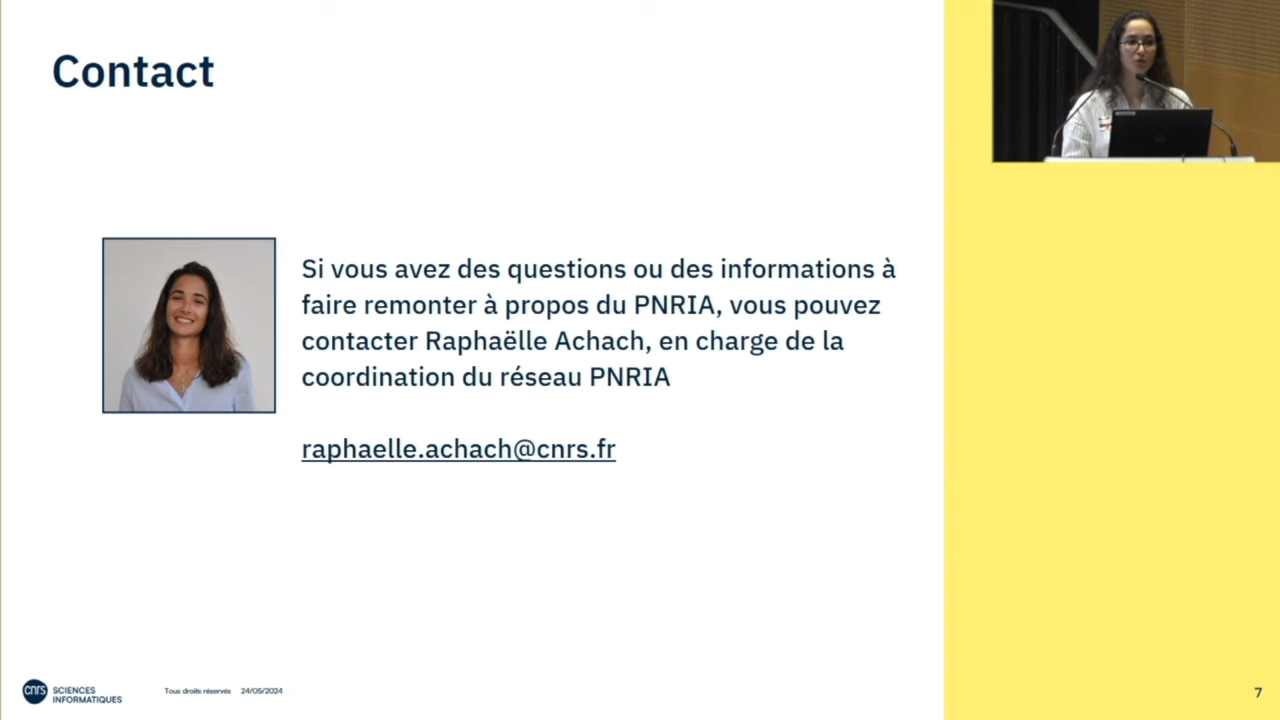 Contact
Si vous avez des questions ou des informations à
faire remonter à propos du PNRIA, vous pouvez
contacter Raphaëlle Achach, en charge de la
coordination du réseau PNRIA
raphaelle.achach@cnrs.fr
cnrs
SCIENCES
INFORMATIQUES
Tous droits réservés 24/05/2024
7